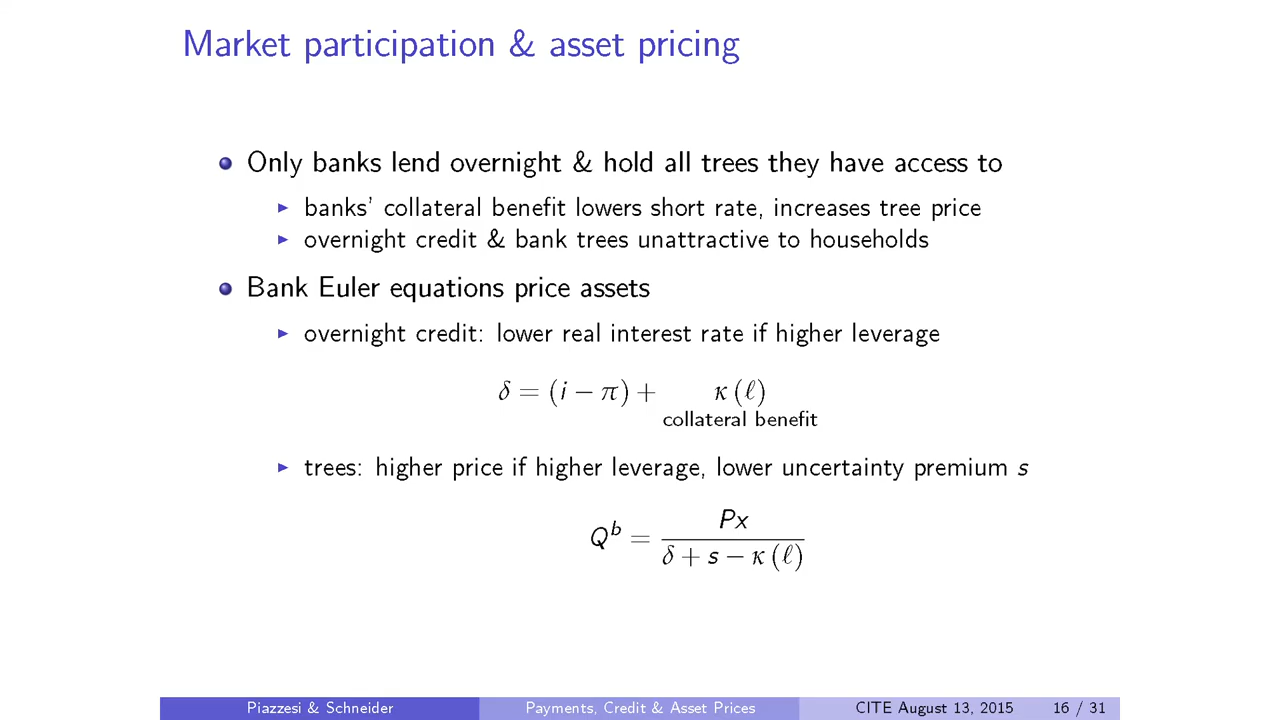 Market participation & asset pricing
Only banks lend overnight & hold all trees they have access to
banks' collateral benefit lowers short rate, increases tree price
overnight credit & bank trees unattractive to households
Bank Euler equations price assets
overnight credit: lower real interest rate if higher leverage
δ = (i − π) + κ (ℓ)
collateral benefit
trees: higher price if higher leverage, lower uncertainty premium s
Q^b = Px / (δ + s − κ (ℓ))
Piazzesi & Schneider Payments, Credit & Asset Prices CITE August 13, 2015 16 / 31